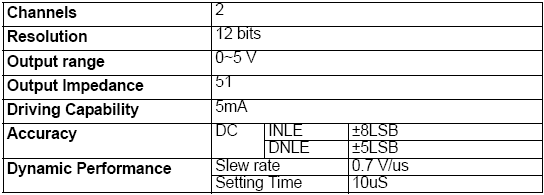 Channels 2
Resolution 12 bits
Output range 0~5 V
Output Impedance 51
Driving Capability 5mA
Accuracy DC INLE ±8LSB
DNLE ±5LSB
Dynamic Performance Slew rate 0.7 V/us
Setting Time 10uS